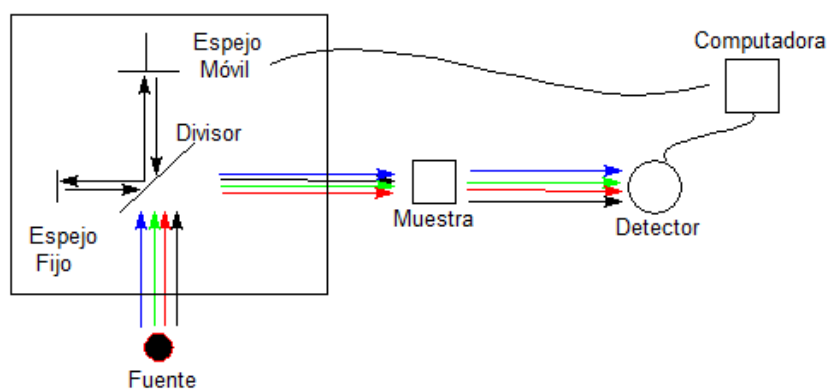 Espejo
Móvil
Computadora
Divisor
Espejo
Fijo
Muestra
Detector
Fuente